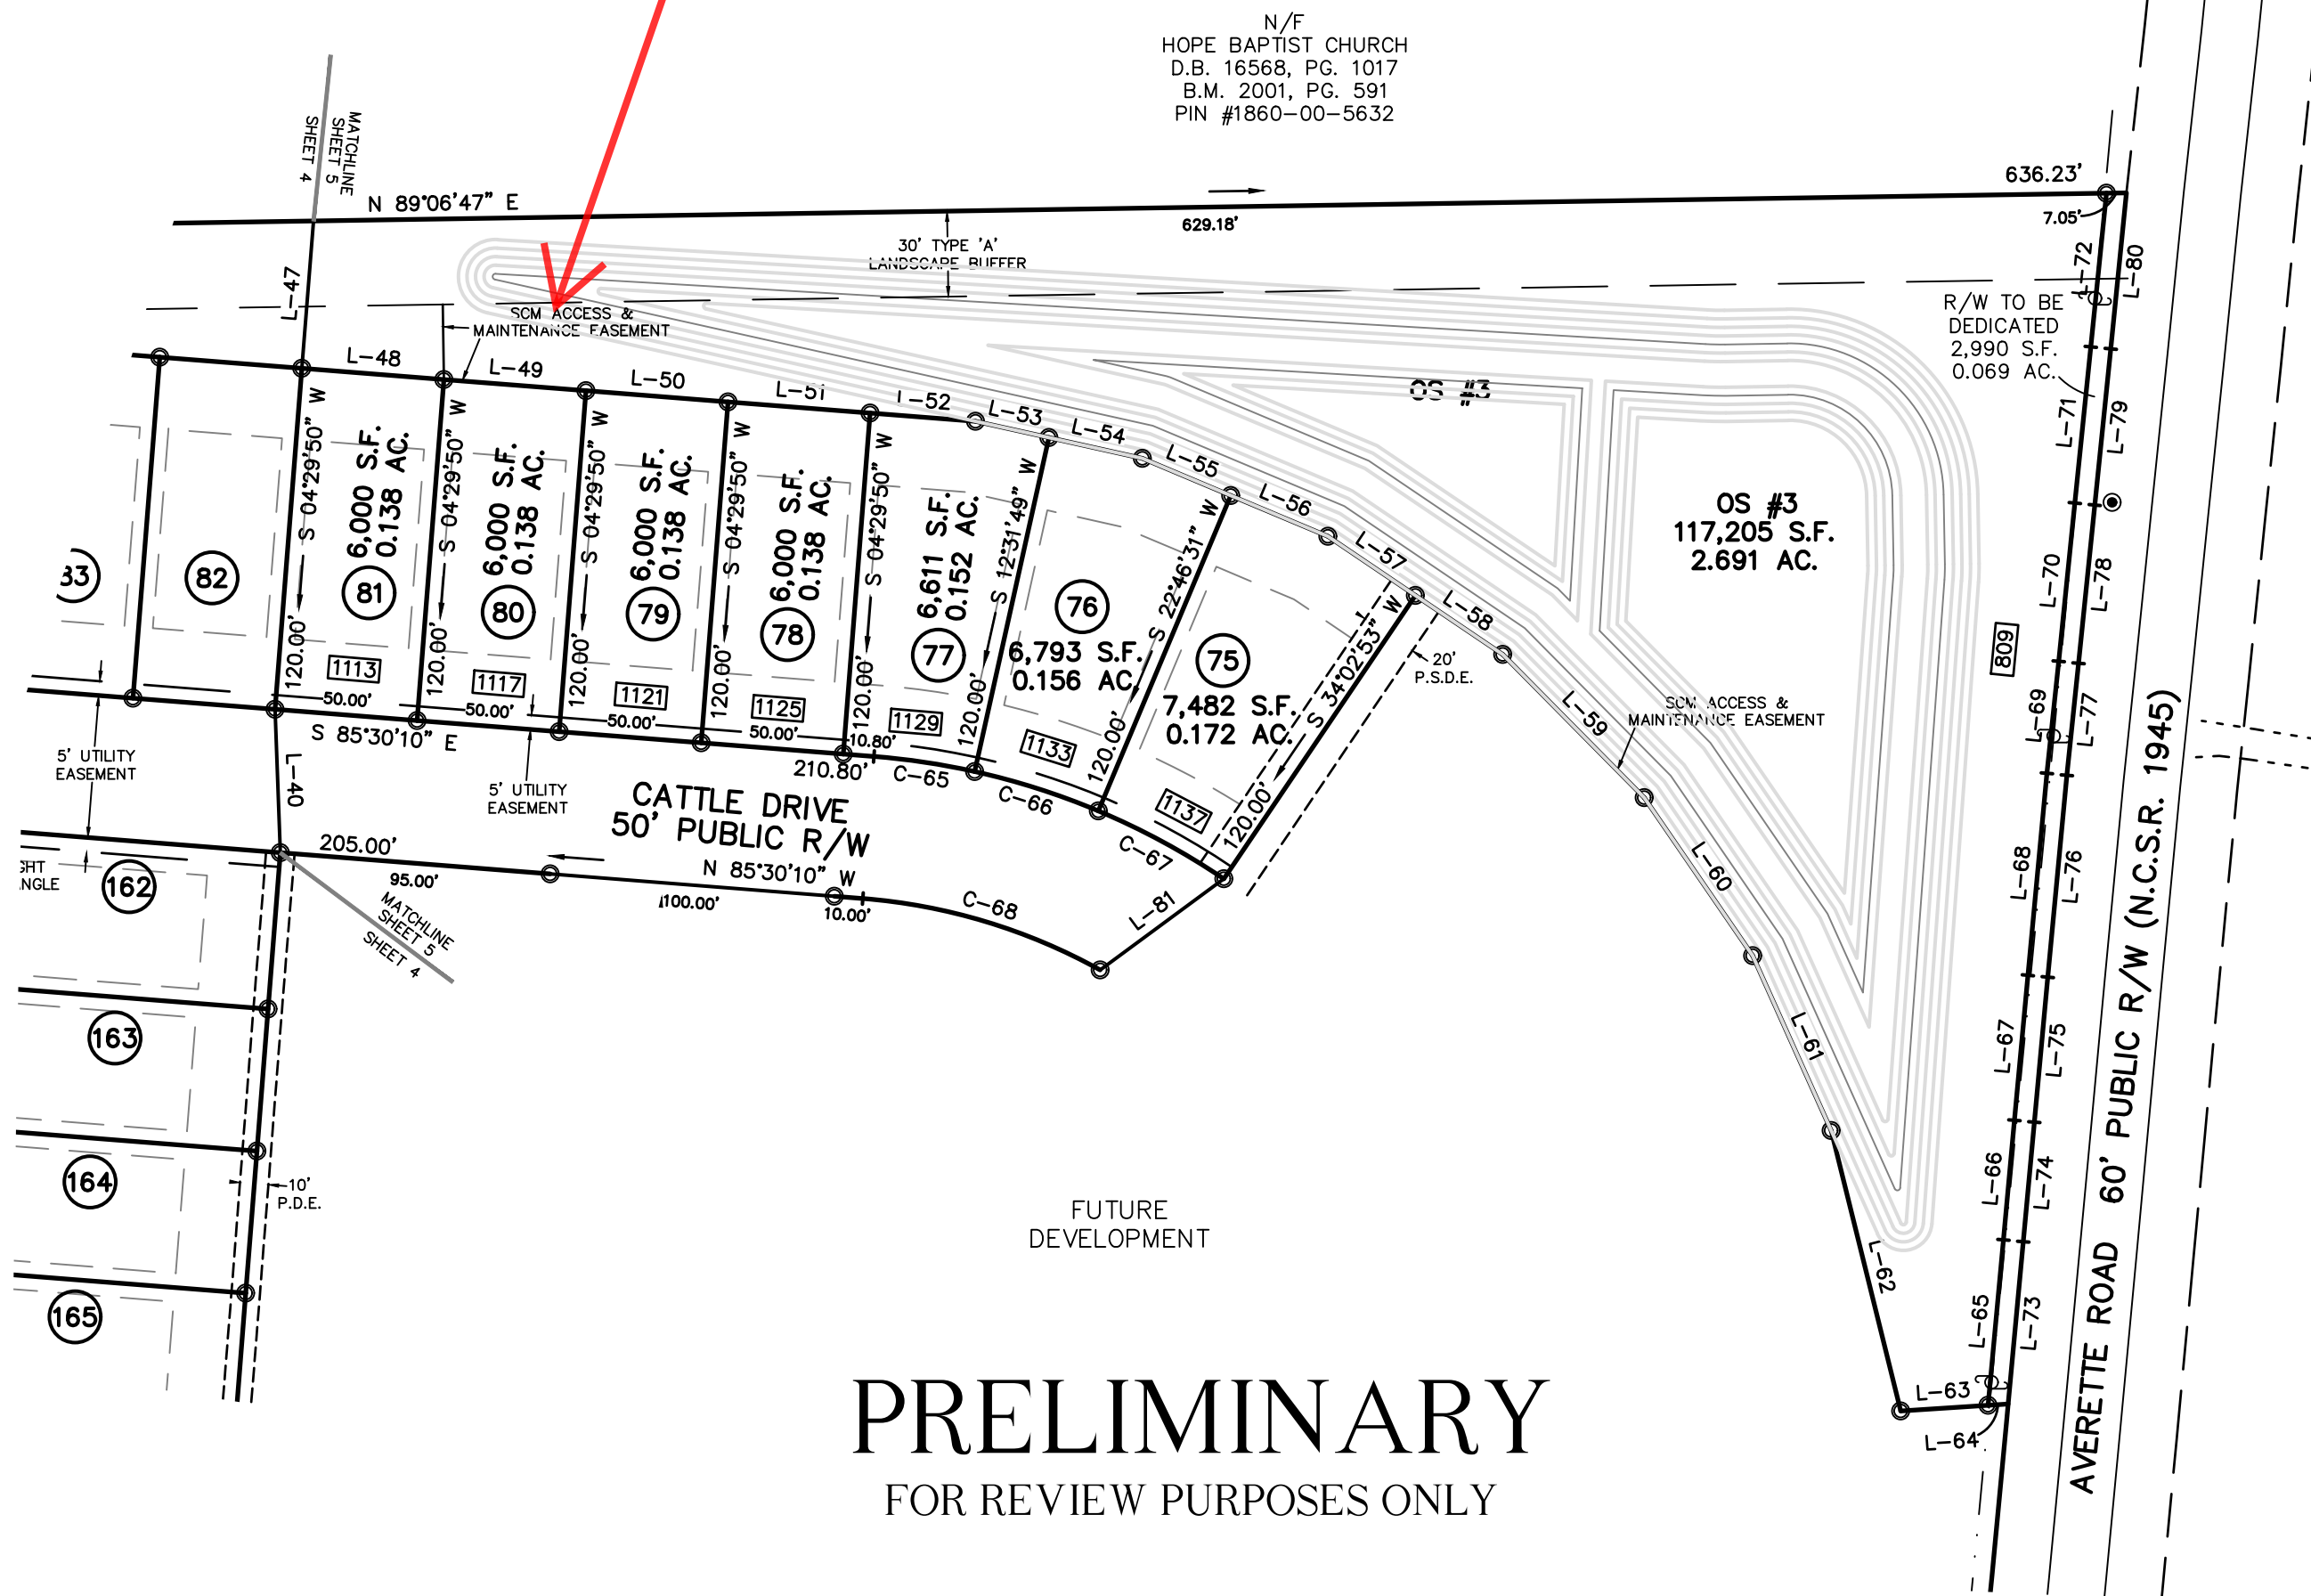 N/F
HOPE BAPTIST CHURCH
D.B. 16568, PG. 1017
B.M. 2001, PG. 591
PIN #1860-00-5632
MATCHLINE
SHEET 5
SHEET 4
N 89°06'47" E
629.18'
636.23'
7.05'
30' TYPE 'A'
LANDSCAPE BUFFER
SCM ACCESS &
MAINTENANCE EASEMENT
R/W TO BE
DEDICATED
2,990 S.F.
0.069 AC.
L-47
L-48
L-49
L-50
L-51
L-52
L-53
L-54
L-55
L-56
L-57
L-58
L-59
L-60
L-61
L-62
L-63
L-64
L-65
L-66
L-67
L-68
L-69
L-70
L-71
L-72
L-73
L-74
L-75
L-76
L-77
L-78
L-79
L-80
OS #3
OS #3
117,205 S.F.
2.691 AC.
809
SCM ACCESS &
MAINTENANCE EASEMENT
20'
P.S.D.E.
82
S 04°29'50" W
120.00'
6,000 S.F.
0.138 AC.
81
1113
50.00'
S 04°29'50" W
120.00'
6,000 S.F.
0.138 AC.
80
1117
50.00'
S 04°29'50" W
120.00'
6,000 S.F.
0.138 AC.
79
1121
50.00'
S 04°29'50" W
120.00'
6,000 S.F.
0.138 AC.
78
1125
50.00'
S 04°29'50" W
120.00'
6,611 S.F.
0.152 AC.
77
1129
10.80'
S 12°31'49" W
120.00'
76
6,793 S.F.
0.156 AC.
1133
S 22°46'31" W
120.00'
75
7,482 S.F.
0.172 AC.
1137
S 34°02'53" W
120.00'
S 85°30'10" E
210.80'
C-65
C-66
C-67
5' UTILITY
EASEMENT
5' UTILITY
EASEMENT
L-40
CATTLE DRIVE
50' PUBLIC R/W
205.00'
95.00'
N 85°30'10" W
100.00'
10.00'
C-68
L-81
MATCHLINE
SHEET 5
SHEET 4
162
163
164
165
10'
P.D.E.
FUTURE
DEVELOPMENT
AVERETTE ROAD 60' PUBLIC R/W (N.C.S.R. 1945)
PRELIMINARY
FOR REVIEW PURPOSES ONLY